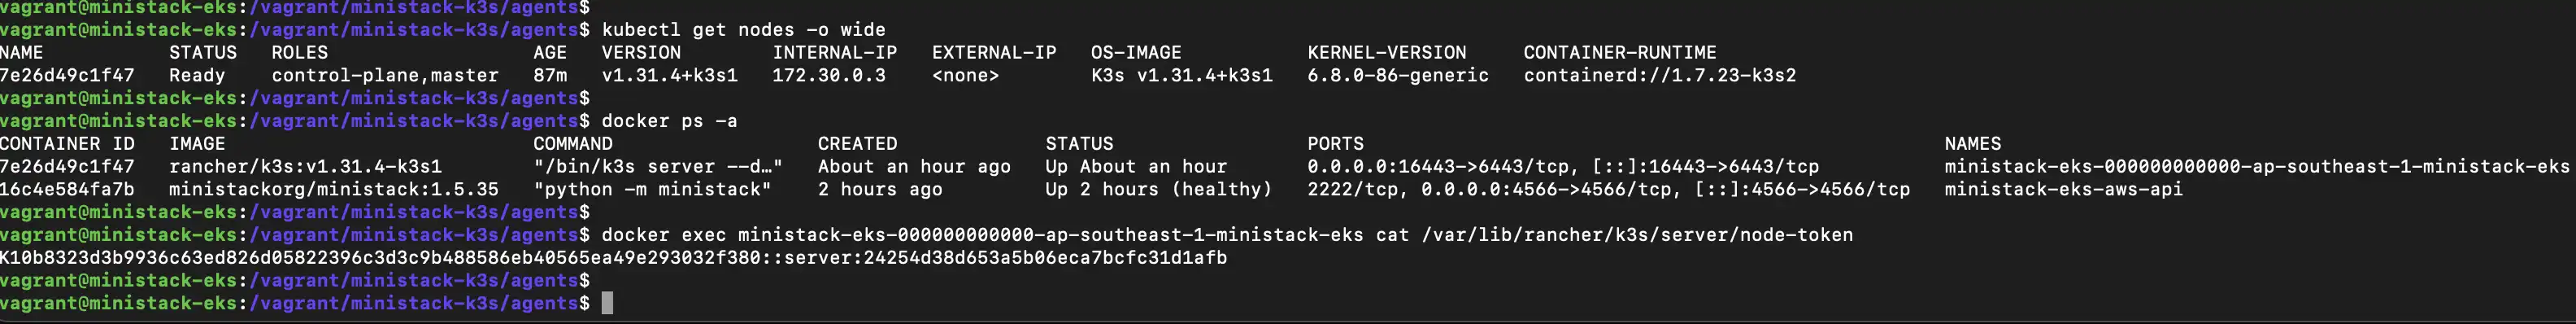 vagrant@ministack-eks:/vagrant/ministack-k3s/agents$
vagrant@ministack-eks:/vagrant/ministack-k3s/agents$ kubectl get nodes -o wide
NAME STATUS ROLES AGE VERSION INTERNAL-IP EXTERNAL-IP OS-IMAGE KERNEL-VERSION CONTAINER-RUNTIME
7e26d49c1f47 Ready control-plane,master 87m v1.31.4+k3s1 172.30.0.3 <none> K3s v1.31.4+k3s1 6.8.0-86-generic containerd://1.7.23-k3s2
vagrant@ministack-eks:/vagrant/ministack-k3s/agents$
vagrant@ministack-eks:/vagrant/ministack-k3s/agents$ docker ps -a
CONTAINER ID IMAGE COMMAND CREATED STATUS PORTS NAMES
7e26d49c1f47 rancher/k3s:v1.31.4-k3s1 "/bin/k3s server --d…" About an hour ago Up About an hour 0.0.0.0:16443->6443/tcp, [::]:16443->6443/tcp ministack-eks-000000000000-ap-southeast-1-ministack-eks
16c4e584fa7b ministackorg/ministack:1.5.35 "python -m ministack" 2 hours ago Up 2 hours (healthy) 2222/tcp, 0.0.0.0:4566->4566/tcp, [::]:4566->4566/tcp ministack-eks-aws-api
vagrant@ministack-eks:/vagrant/ministack-k3s/agents$
vagrant@ministack-eks:/vagrant/ministack-k3s/agents$ docker exec ministack-eks-000000000000-ap-southeast-1-ministack-eks cat /var/lib/rancher/k3s/server/node-token
K10b8323d3b9936c63ed826d05822396c3d3c9b488586eb40565ea49e293032f380::server:24254d38d653a5b06eca7bcfc31d1afb
vagrant@ministack-eks:/vagrant/ministack-k3s/agents$
vagrant@ministack-eks:/vagrant/ministack-k3s/agents$